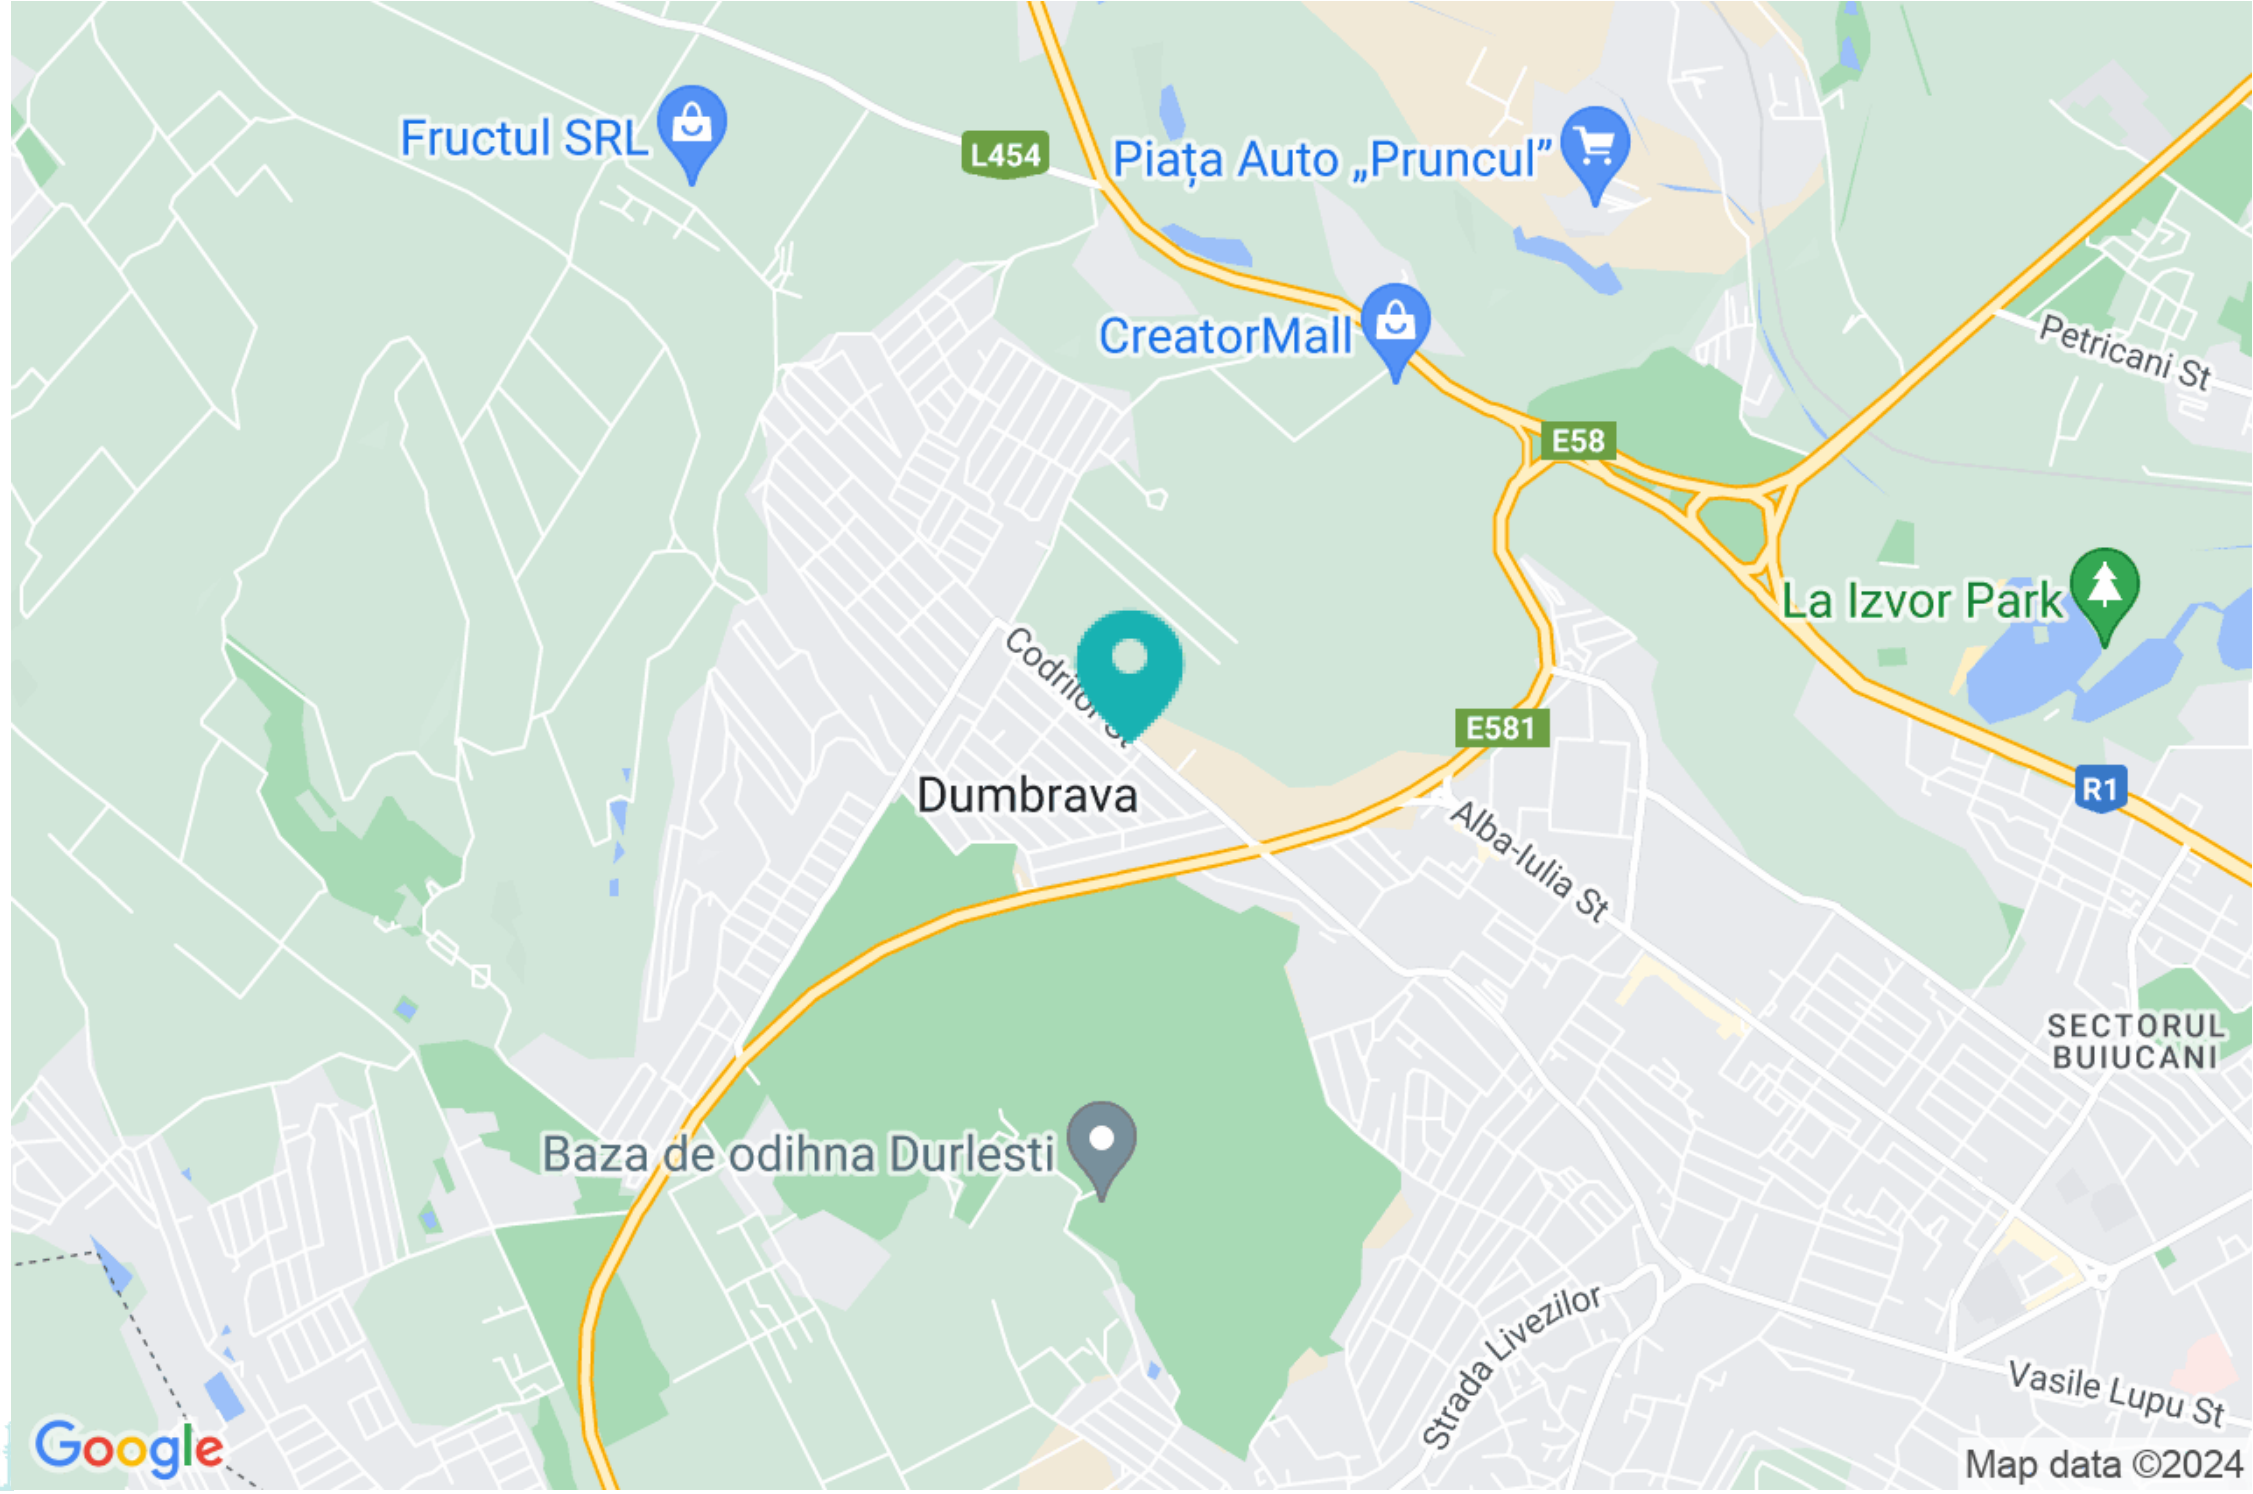 Fructul SRL
L454
Piața Auto „Pruncul”
CreatorMall
Petricani St
E58
La Izvor Park
Codrilor St
E581
R1
Dumbrava
Alba-Iulia St
SECTORUL
BUIUCANI
Baza de odihna Durlesti
Strada Livezilor
Vasile Lupu St
Google
Map data ©2024